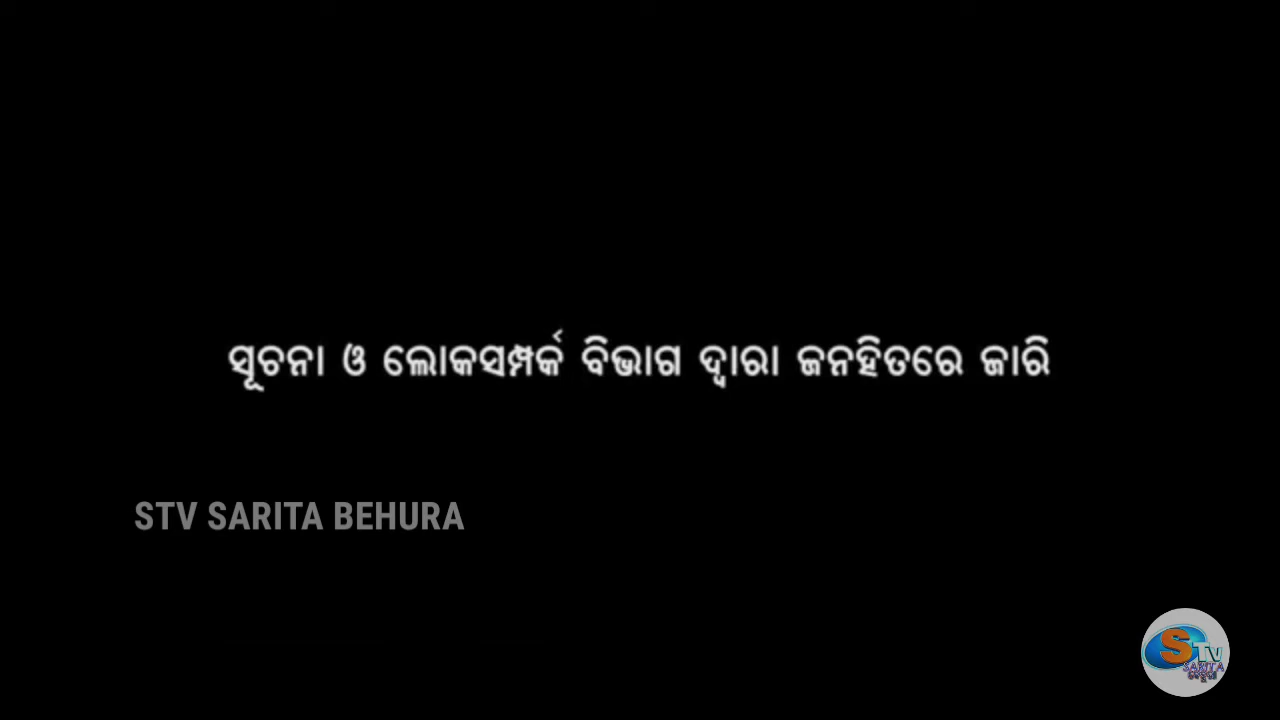 ସୂଚନା ଓ ଲୋକସମ୍ପର୍କ ବିଭାଗ ଦ୍ୱାରା ଜନହିତରେ ଜାରି
STV SARITA BEHURA
STV
SARITA
ବେହୁରା